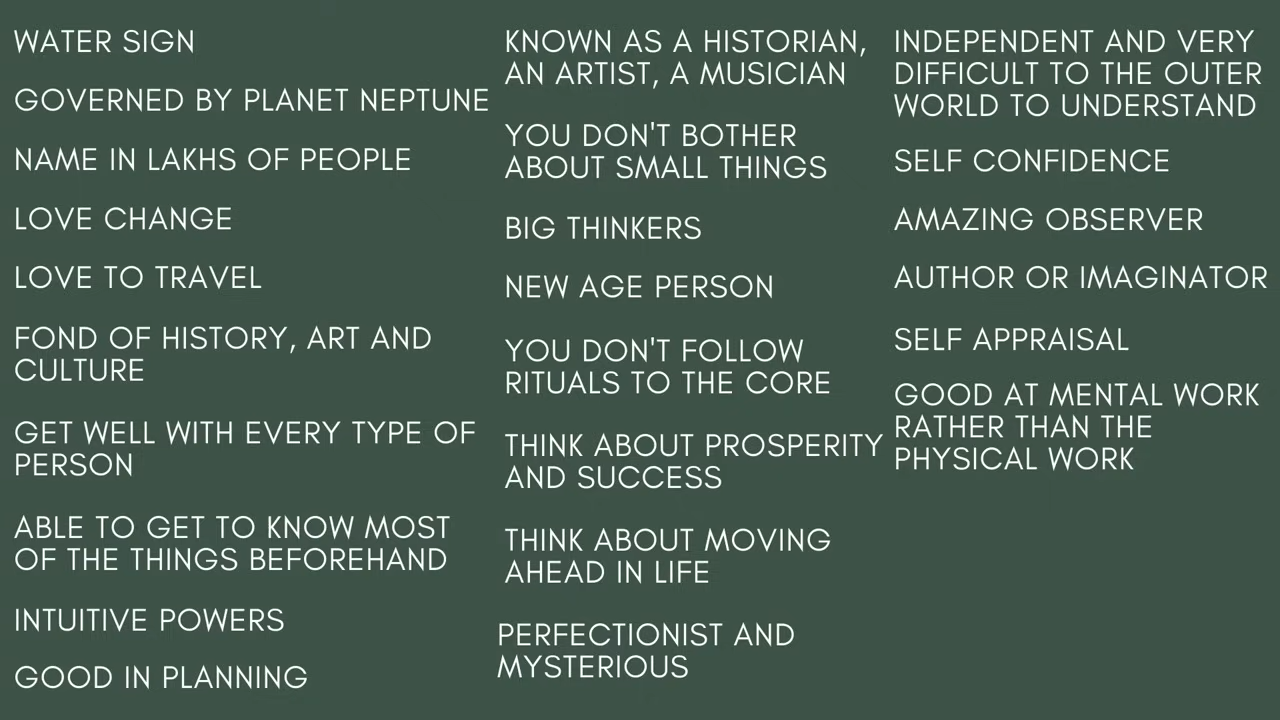 WATER SIGN
GOVERNED BY PLANET NEPTUNE
NAME IN LAKHS OF PEOPLE
LOVE CHANGE
LOVE TO TRAVEL
FOND OF HISTORY, ART AND
CULTURE
GET WELL WITH EVERY TYPE OF
PERSON
ABLE TO GET TO KNOW MOST
OF THE THINGS BEFOREHAND
INTUITIVE POWERS
GOOD IN PLANNING
KNOWN AS A HISTORIAN,
AN ARTIST, A MUSICIAN
YOU DON'T BOTHER
ABOUT SMALL THINGS
BIG THINKERS
NEW AGE PERSON
YOU DON'T FOLLOW
RITUALS TO THE CORE
THINK ABOUT PROSPERITY
AND SUCCESS
THINK ABOUT MOVING
AHEAD IN LIFE
PERFECTIONIST AND
MYSTERIOUS
INDEPENDENT AND VERY
DIFFICULT TO THE OUTER
WORLD TO UNDERSTAND
SELF CONFIDENCE
AMAZING OBSERVER
AUTHOR OR IMAGINATOR
SELF APPRAISAL
GOOD AT MENTAL WORK
RATHER THAN THE
PHYSICAL WORK